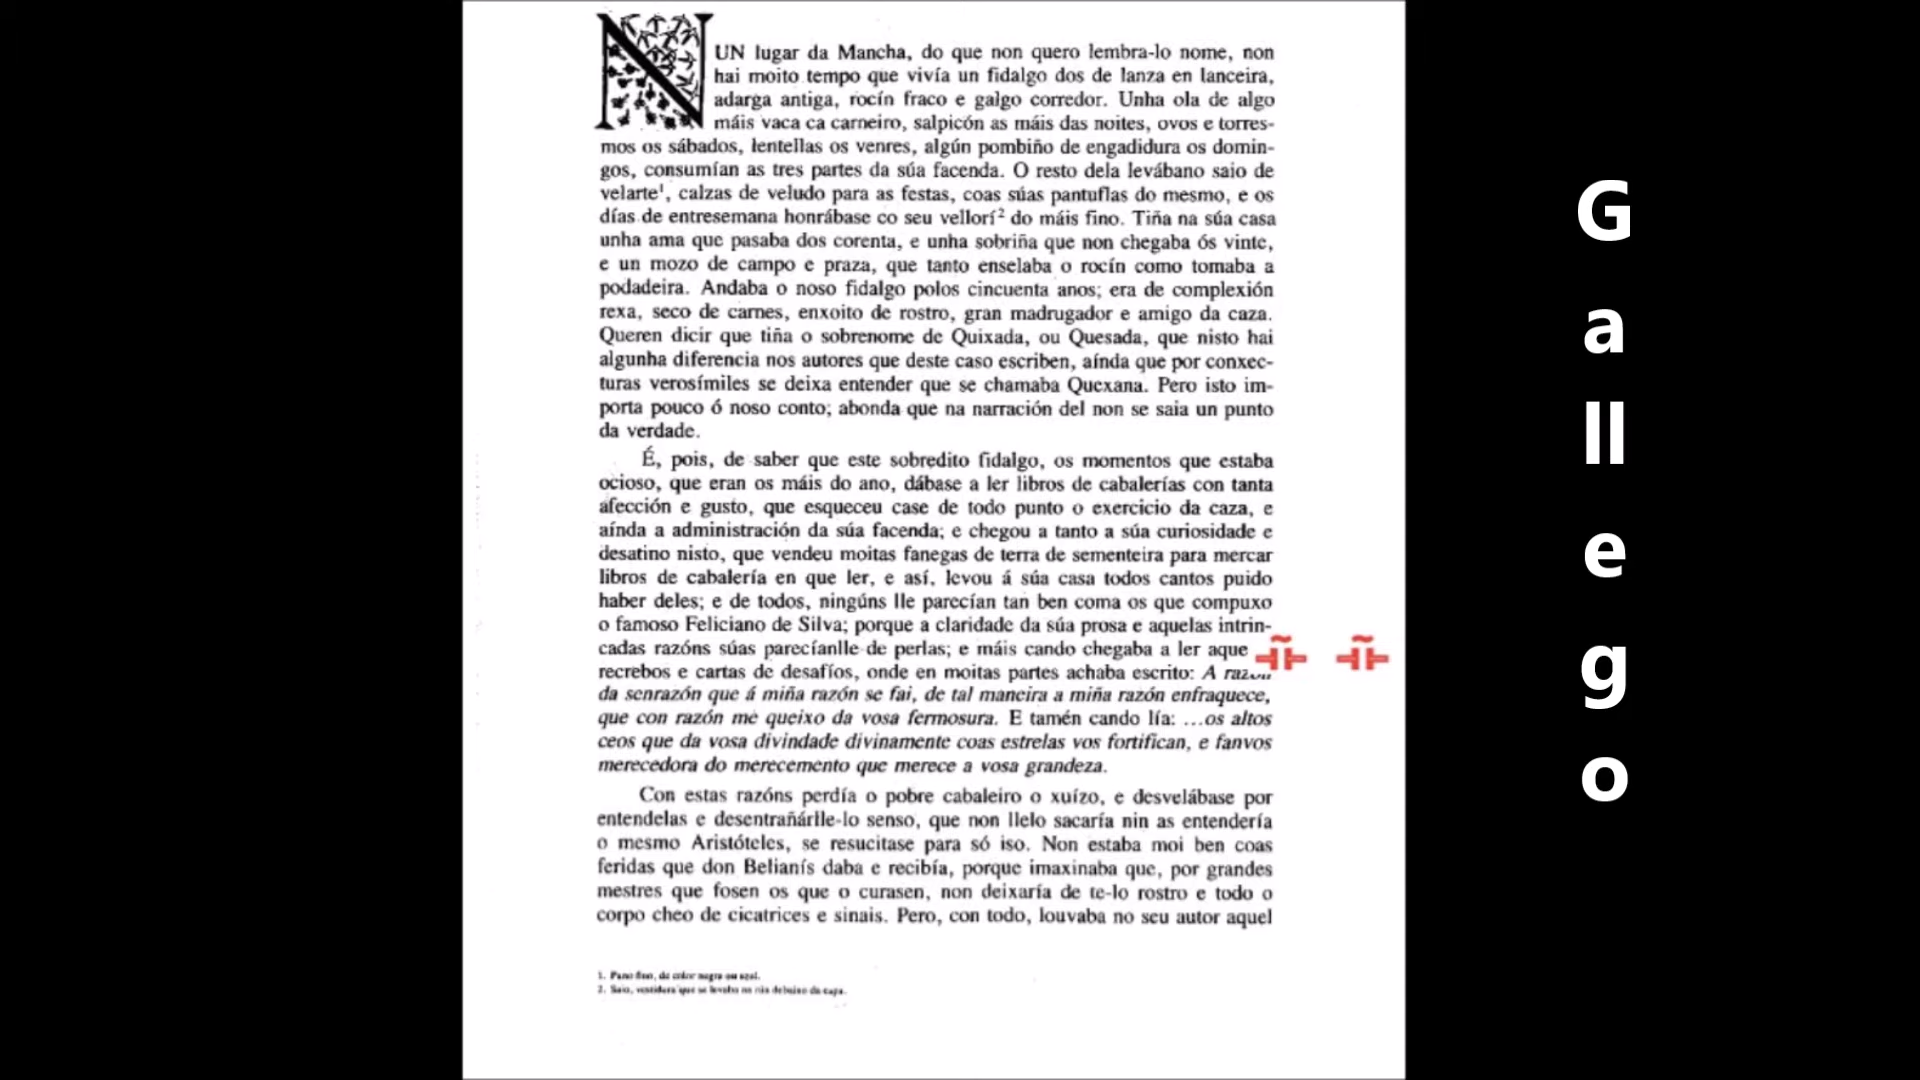 NUN lugar da Mancha, do que non quero lembra-lo nome, non
hai moito tempo que vivía un fidalgo dos de lanza en lanceira,
adarga antiga, rocín fraco e galgo corredor. Unha ola de algo
máis vaca ca carneiro, salpicón as máis das noites, ovos e torres-
mos os sábados, lentellas os venres, algún pombiño de engadidura os domin-
gos, consumían as tres partes da súa facenda. O resto dela levábano saio de
velarte¹, calzas de veludo para as festas, coas súas pantuflas do mesmo, e os
días de entresemana honrábase co seu vellorí² do máis fino. Tiña na súa casa
unha ama que pasaba dos corenta, e unha sobriña que non chegaba ós vinte,
e un mozo de campo e praza, que tanto enselaba o rocín como tomaba a
podadeira. Andaba o noso fidalgo polos cincuenta anos; era de complexión
rexa, seco de carnes, enxoito de rostro, gran madrugador e amigo da caza.
Queren dicir que tiña o sobrenome de Quixada, ou Quesada, que nisto hai
algunha diferencia nos autores que deste caso escriben, aínda que por conxec-
turas verosímiles se deixa entender que se chamaba Quexana. Pero isto im-
porta pouco ó noso conto; abonda que na narración del non se saia un punto
da verdade.
É, pois, de saber que este sobredito fidalgo, os momentos que estaba
ocioso, que eran os máis do ano, dábase a ler libros de cabalerías con tanta
afección e gusto, que esqueceu case de todo punto o exercicio da caza, e
aínda a administración da súa facenda; e chegou a tanto a súa curiosidade e
desatino nisto, que vendeu moitas fanegas de terra de sementeira para mercar
libros de cabalería en que ler, e así, levou á súa casa todos cantos puido
haber deles; e de todos, ningúns lle parecían tan ben coma os que compuxo
o famoso Feliciano de Silva; porque a claridade da súa prosa e aquelas intrin-
cadas razóns súas parecíanlle de perlas; e máis cando chegaba a ler aque
recrebos e cartas de desafíos, onde en moitas partes achaba escrito: A razón
da senrazón que á miña razón se fai, de tal maneira a miña razón enfraquece,
que con razón me queixo da vosa fermosura. E tamén cando lía: ...os altos
ceos que da vosa divindade divinamente coas estrelas vos fortifican, e fanvos
merecedora do merecemento que merece a vosa grandeza.
Con estas razóns perdía o pobre cabaleiro o xuízo, e desvelábase por
entendelas e desentrañárlle-lo senso, que non llelo sacaría nin as entendería
o mesmo Aristóteles, se resucitase para só iso. Non estaba moi ben coas
feridas que don Belianís daba e recibía, porque imaxinaba que, por grandes
mestres que fosen os que o curasen, non deixaría de te-lo rostro e todo o
corpo cheo de cicatrices e sinais. Pero, con todo, louvaba no seu autor aquel
1. Pano fino, de color negra ou azul.
2. Saio, vestidura que se levaba debaixo da capa.
Gallego